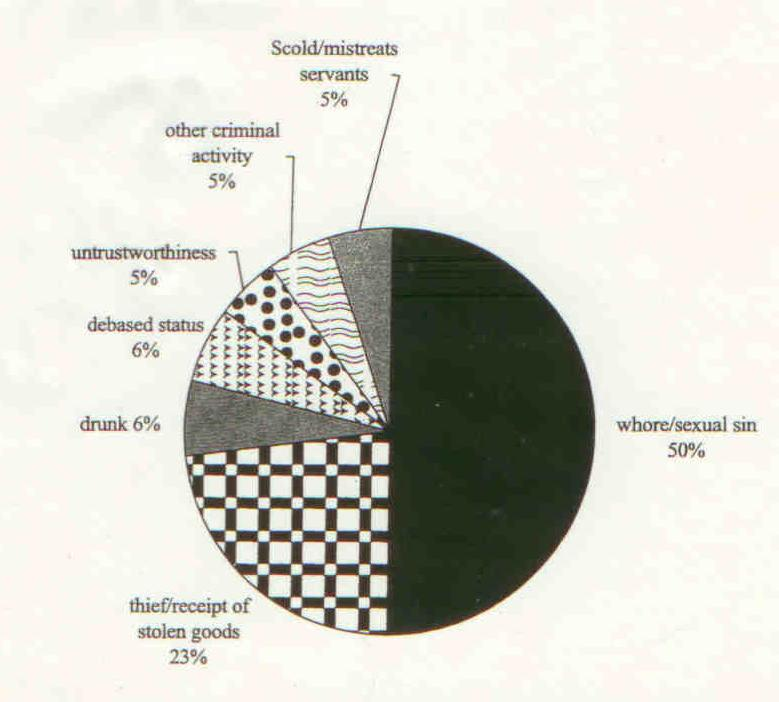 Scold/mistreats
servants
5%
other criminal
activity
5%
untrustworthiness
5%
debased status
6%
drunk 6%
whore/sexual sin
50%
thief/receipt of
stolen goods
23%